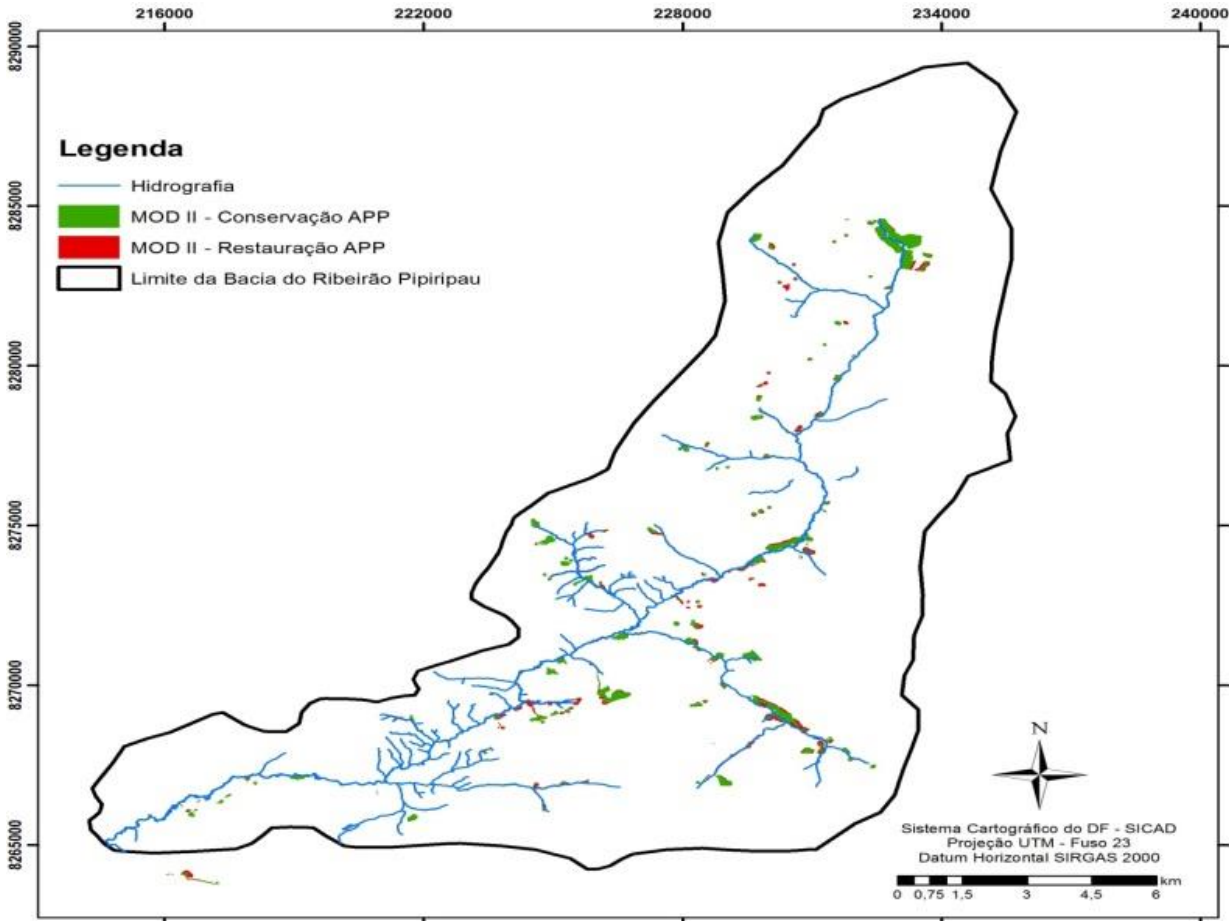 216000 222000 228000 234000 240000
8290000
8285000
8280000
8275000
8270000
8265000
Legenda
Hidrografia
MOD II - Conservação APP
MOD II - Restauração APP
Limite da Bacia do Ribeirão Pipiripau
N
Sistema Cartográfico do DF - SICAD
Projeção UTM - Fuso 23
Datum Horizontal SIRGAS 2000
km
0 0,75 1,5 3 4,5 6